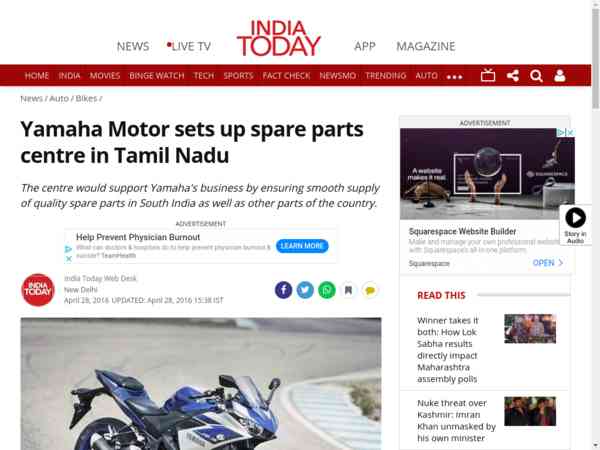 INDIA
TODAY
NEWS
LIVE TV
APP
MAGAZINE
HOME INDIA MOVIES BINGE WATCH TECH SPORTS FACT CHECK NEWSMO TRENDING AUTO
News / Auto / Bikes /
Yamaha Motor sets up spare parts
centre in Tamil Nadu
The centre would support Yamaha's business by ensuring smooth supply
of quality spare parts in South India as well as other parts of the country.
ADVERTISEMENT
Help Prevent Physician Burnout
What can doctors & hospitals do to help prevent physician burnout &
suicide? TeamHealth
LEARN MORE
INDIA
TODAY
India Today Web Desk
New Delhi
April 28, 2016 UPDATED: April 28, 2016 15:38 IST
YAMAHA
ADVERTISEMENT
A website
makes it real.
SQUARESPACE
Squarespace Website Builder
Make and manage your own professional website
with Squarespace's all-in-one platform.
Squarespace
OPEN
Story in
Audio
READ THIS
Winner takes it
both: How Lok
Sabha results
directly impact
Maharashtra
assembly polls
Nuke threat over
Kashmir: Imran
Khan unmasked by
his own minister